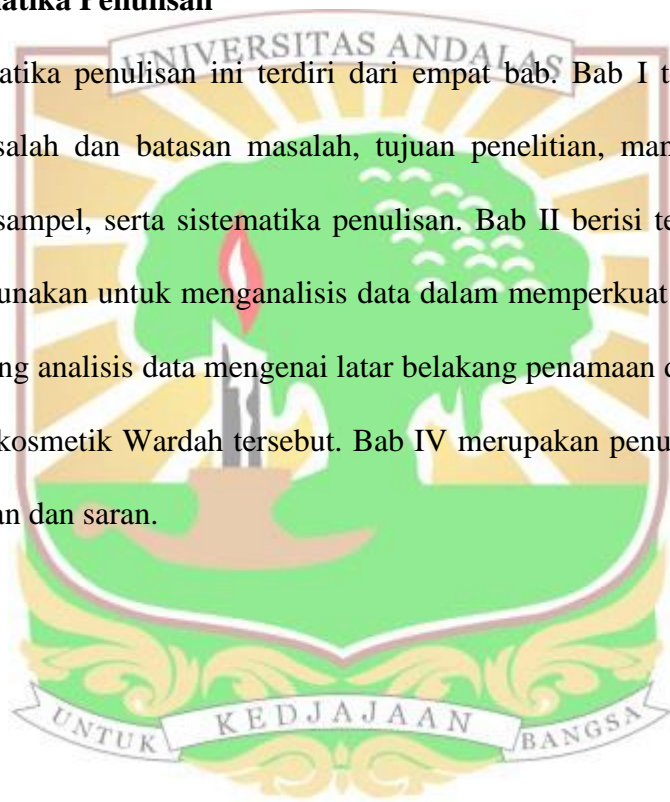 matika Penulisan
UNIVERSITAS ANDALAS
atika penulisan ini terdiri dari empat bab. Bab I t
salah dan batasan masalah, tujuan penelitian, man
sampel, serta sistematika penulisan. Bab II berisi te
unakan untuk menganalisis data dalam memperkuat
ng analisis data mengenai latar belakang penamaan d
kosmetik Wardah tersebut. Bab IV merupakan penu
an dan saran.
UNTUK KEDJAJAAN BANGSA